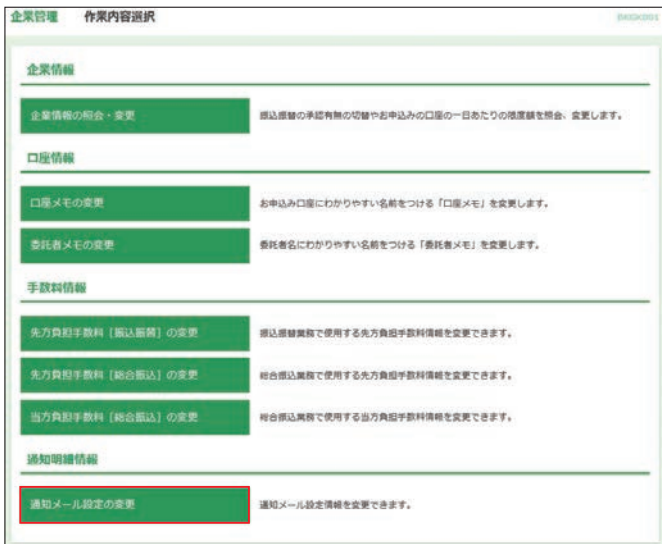 企業管理 作業内容選択
BKGK001
企業情報
企業情報の照会・変更
振込振替の承認有無の切替やお申込みの口座の一日あたりの限度額を照会、変更します。
口座情報
口座メモの変更
お申込み口座にわかりやすい名前をつける「口座メモ」を変更します。
委託者メモの変更
委託者名にわかりやすい名前をつける「委託者メモ」を変更します。
手数料情報
先方負担手数料［振込振替］の変更
振込振替業務で使用する先方負担手数料情報を変更できます。
先方負担手数料［総合振込］の変更
総合振込業務で使用する先方負担手数料情報を変更できます。
当方負担手数料［総合振込］の変更
総合振込業務で使用する当方負担手数料情報を変更できます。
通知明細情報
通知メール設定の変更
通知メール設定情報を変更できます。